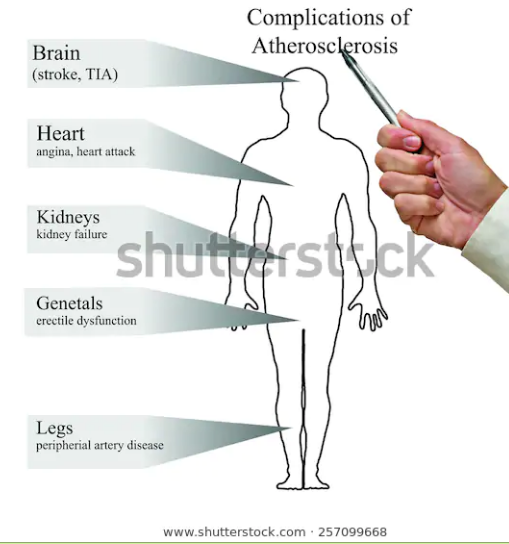 Complications of
Atherosclerosis
Brain
(stroke, TIA)
Heart
angina, heart attack
Kidneys
kidney failure
shutterstock
Genetals
erectile dysfunction
Legs
peripherial artery disease
www.shutterstock.com · 257099668